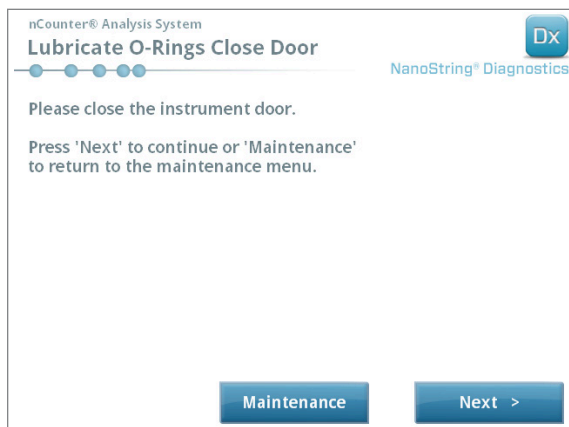 nCounter® Analysis System
Lubricate O-Rings Close Door
Dx
NanoString® Diagnostics
Please close the instrument door.
Press 'Next' to continue or 'Maintenance'
to return to the maintenance menu.
Maintenance
Next >